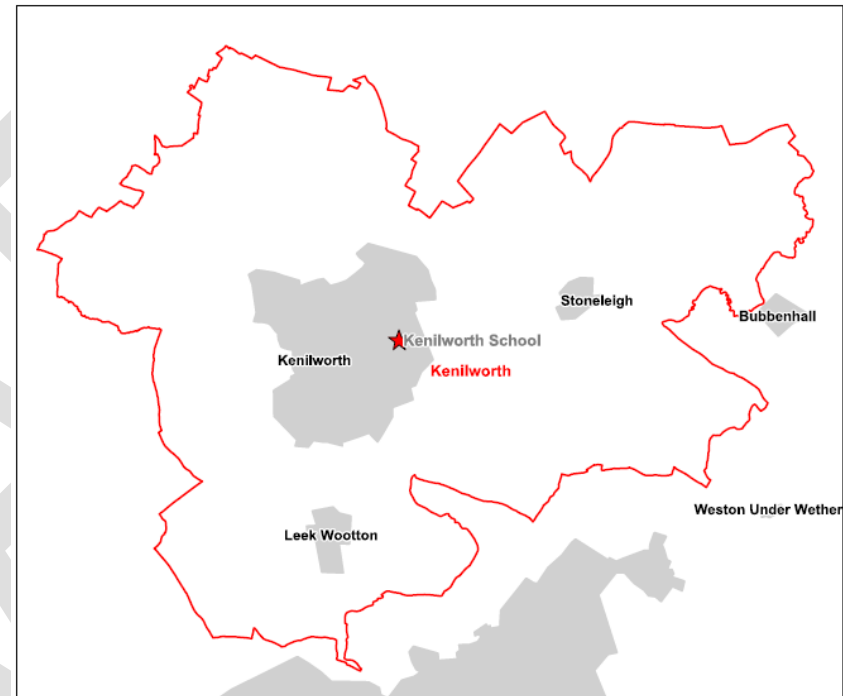 Stoneleigh
Bubbenhall
Kenilworth School
Kenilworth
Kenilworth
Weston Under Wether
Leek Wootton